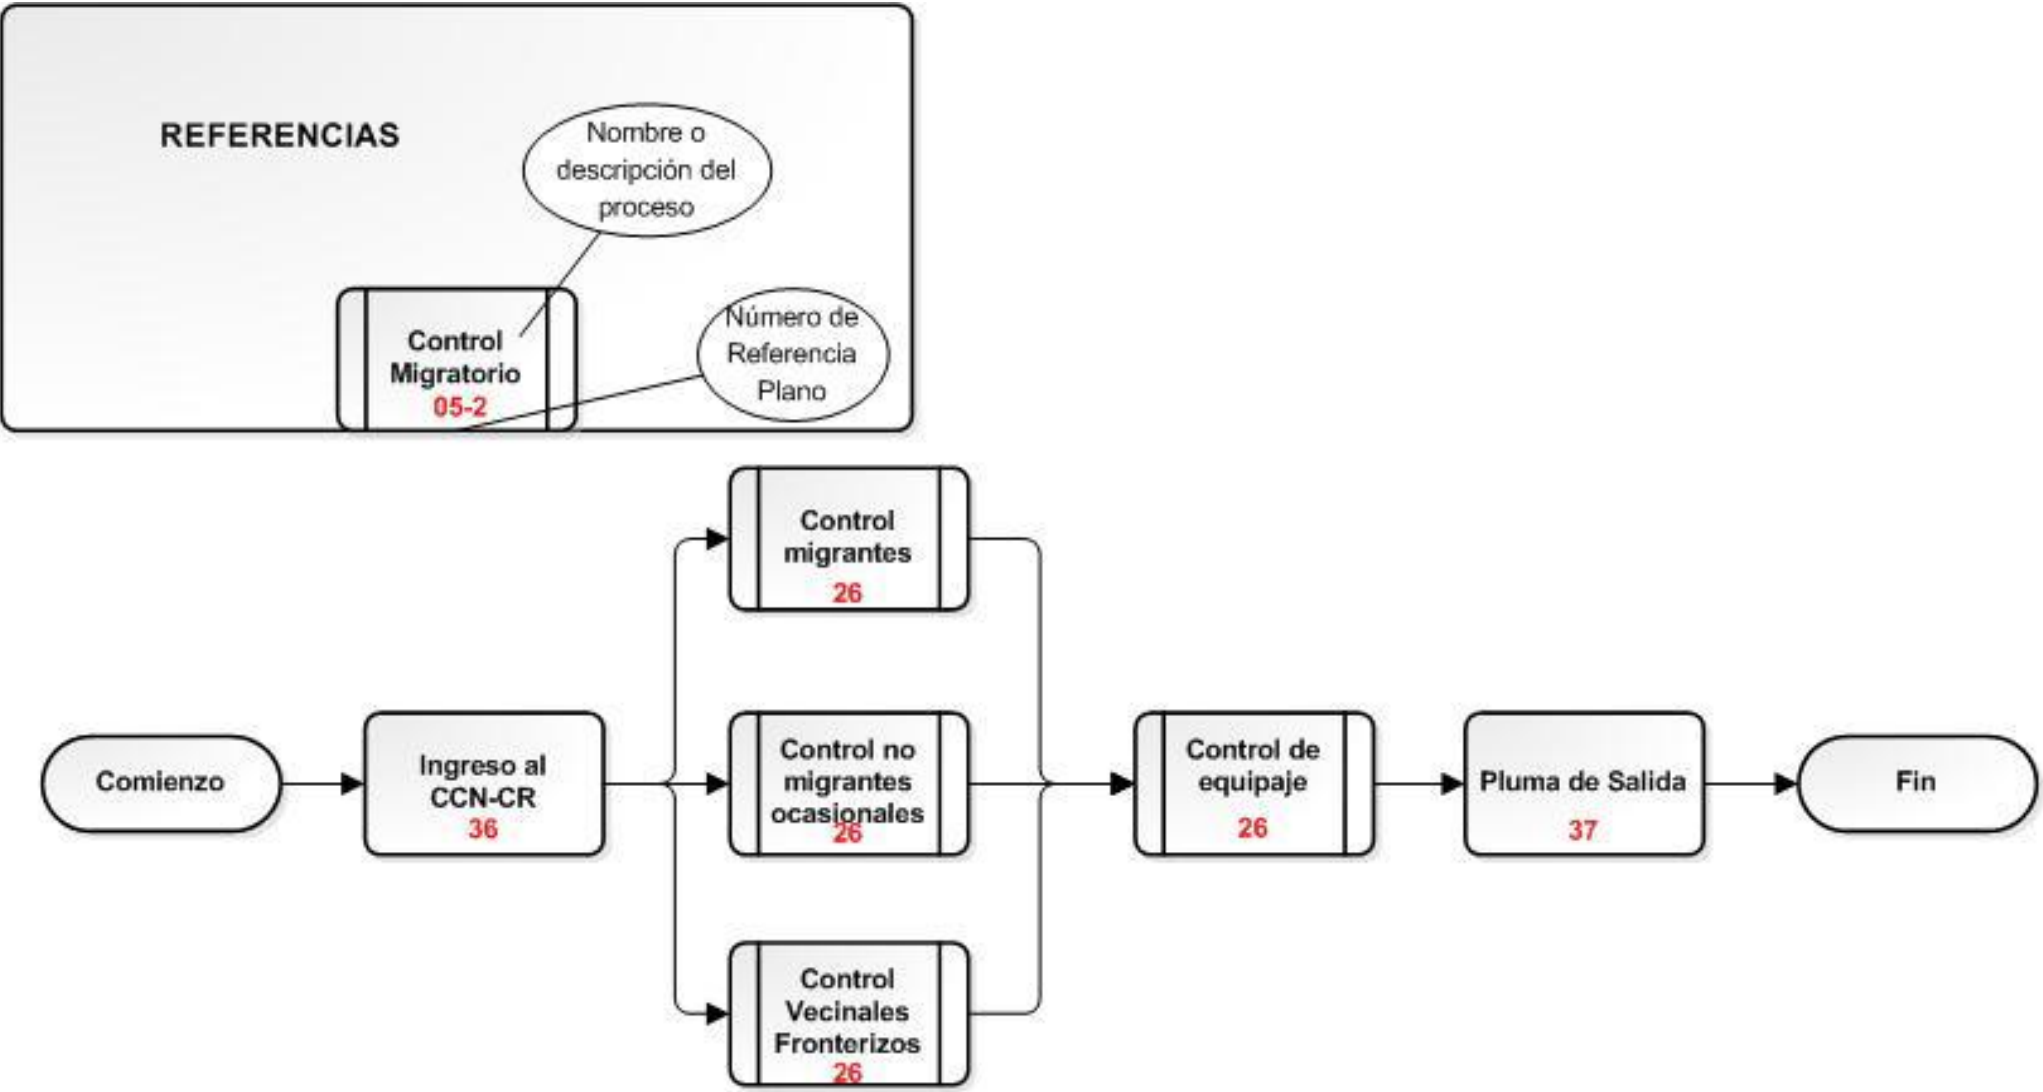 REFERENCIAS
Nombre o
descripción del
proceso
Control
Migratorio
05-2
Número de
Referencia
Plano
Comienzo
Ingreso al
CCN-CR
36
Control
migrantes
26
Control no
migrantes
ocasionales
26
Control
Vecinales
Fronterizos
26
Control de
equipaje
26
Pluma de Salida
37
Fin